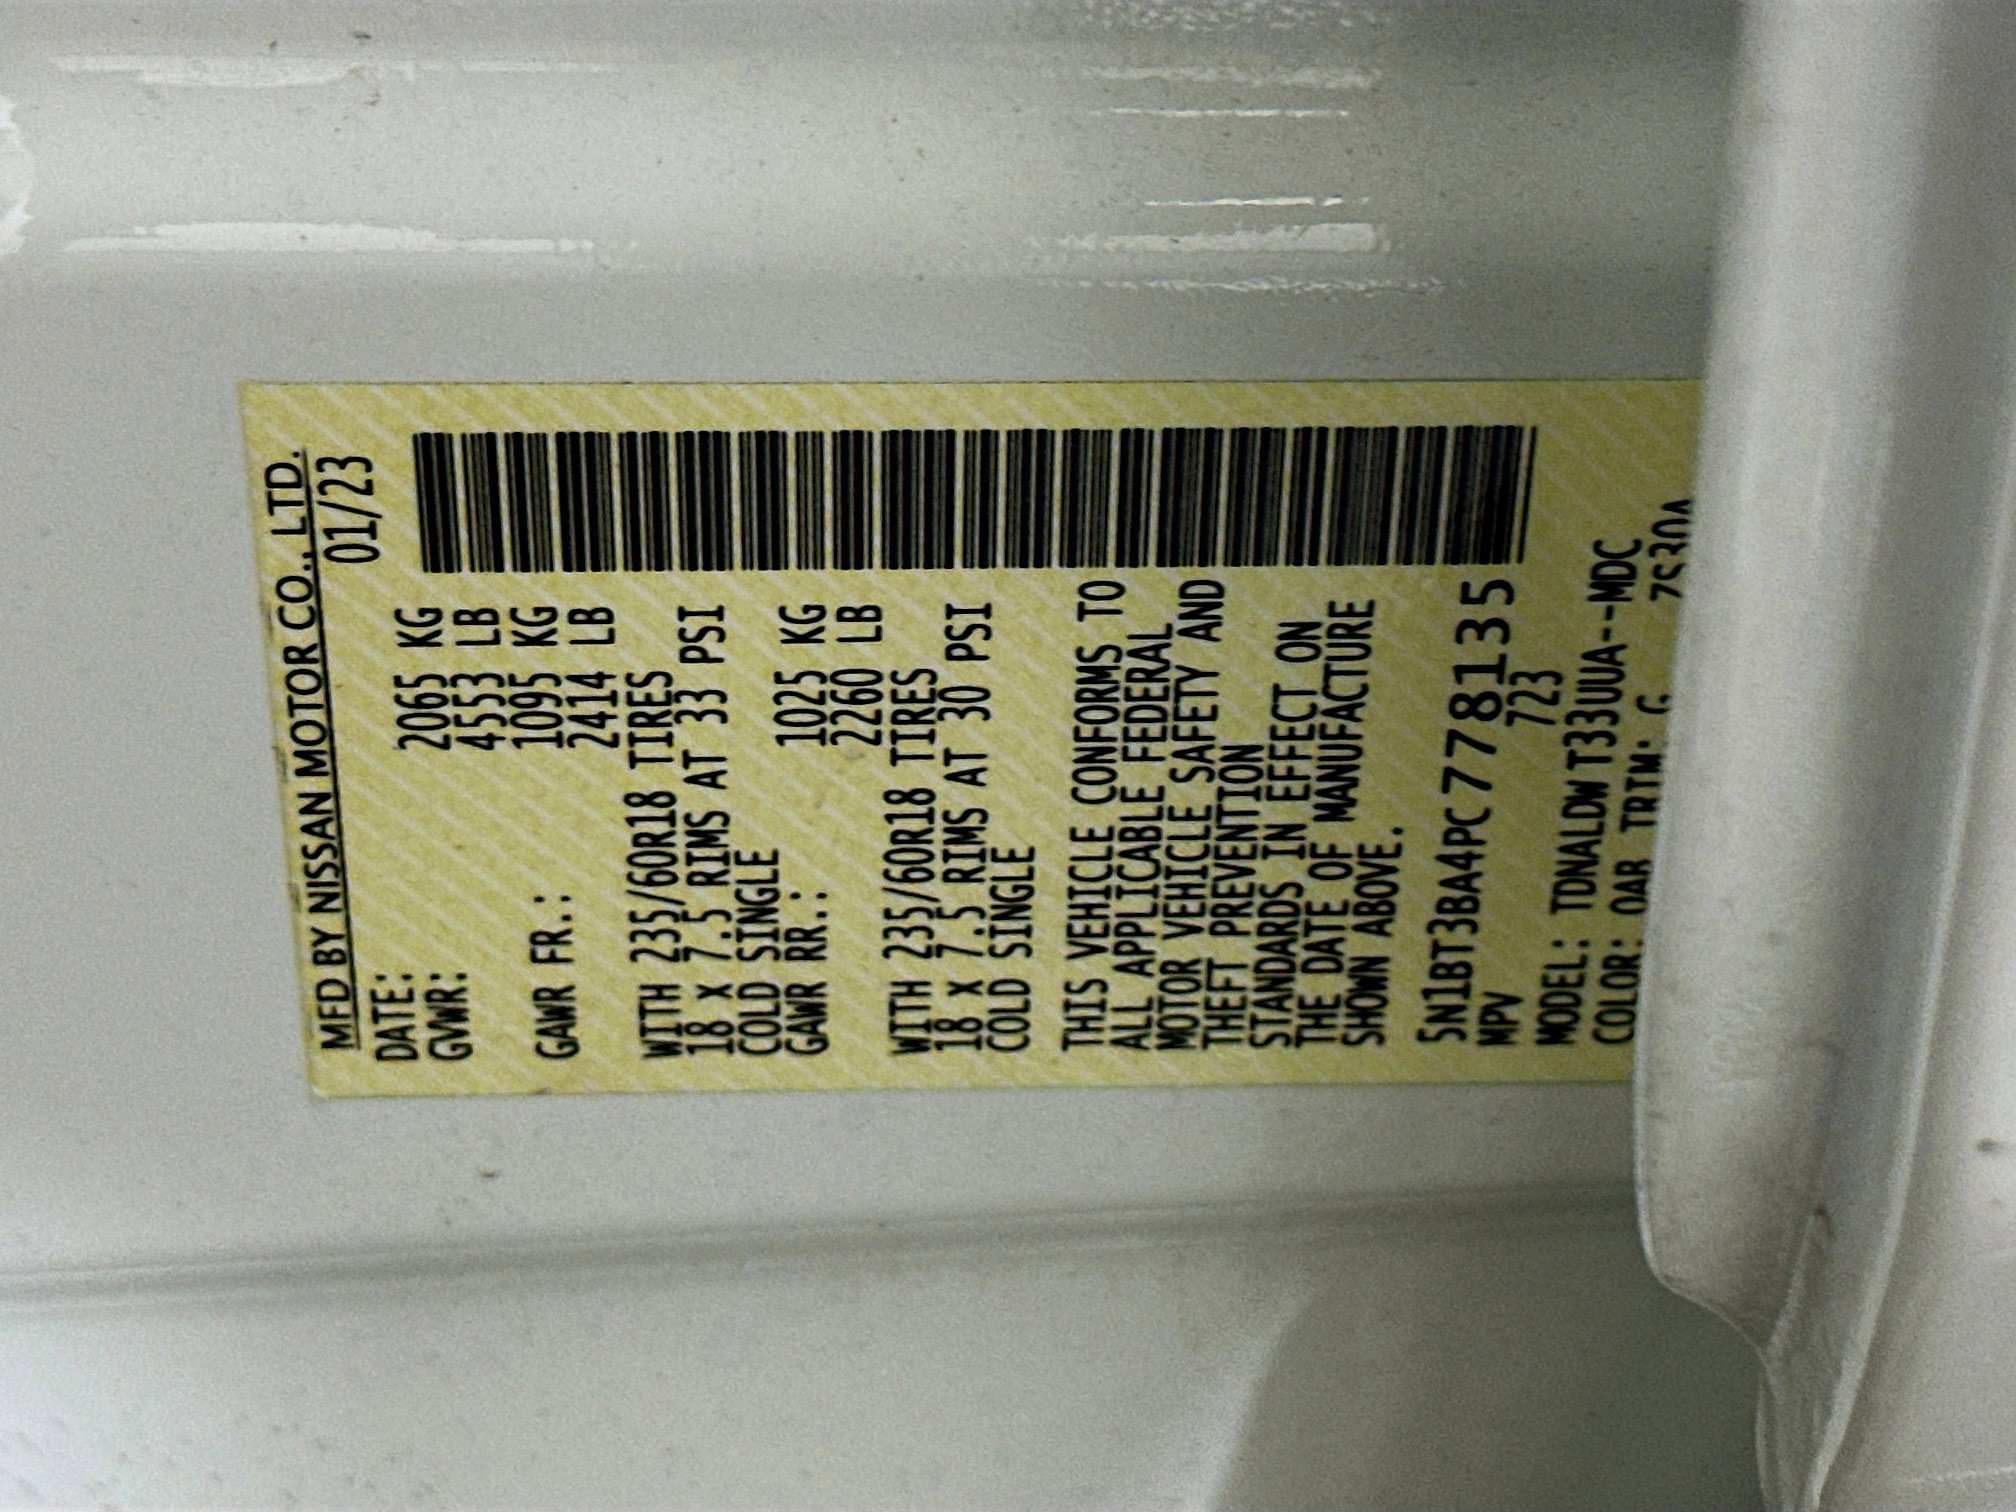 MFD BY NISSAN MOTOR CO., LTD.
DATE: 01/23
GVWR: 2065 KG
4553 LB
GAWR FR.: 1095 KG
2414 LB
WITH 235/60R18 TIRES
18 X 7.5 RIMS AT 33 PSI
COLD SINGLE
GAWR RR.: 1025 KG
2260 LB
WITH 235/60R18 TIRES
18 X 7.5 RIMS AT 30 PSI
COLD SINGLE
THIS VEHICLE CONFORMS TO
ALL APPLICABLE FEDERAL
MOTOR VEHICLE SAFETY AND
THEFT PREVENTION
STANDARDS IN EFFECT ON
THE DATE OF MANUFACTURE
SHOWN ABOVE.
5N1BT3BA4PC778135
MPV 723
MODEL: TDNALDWT33UUA--MDC
COLOR: QAB TRIM: G